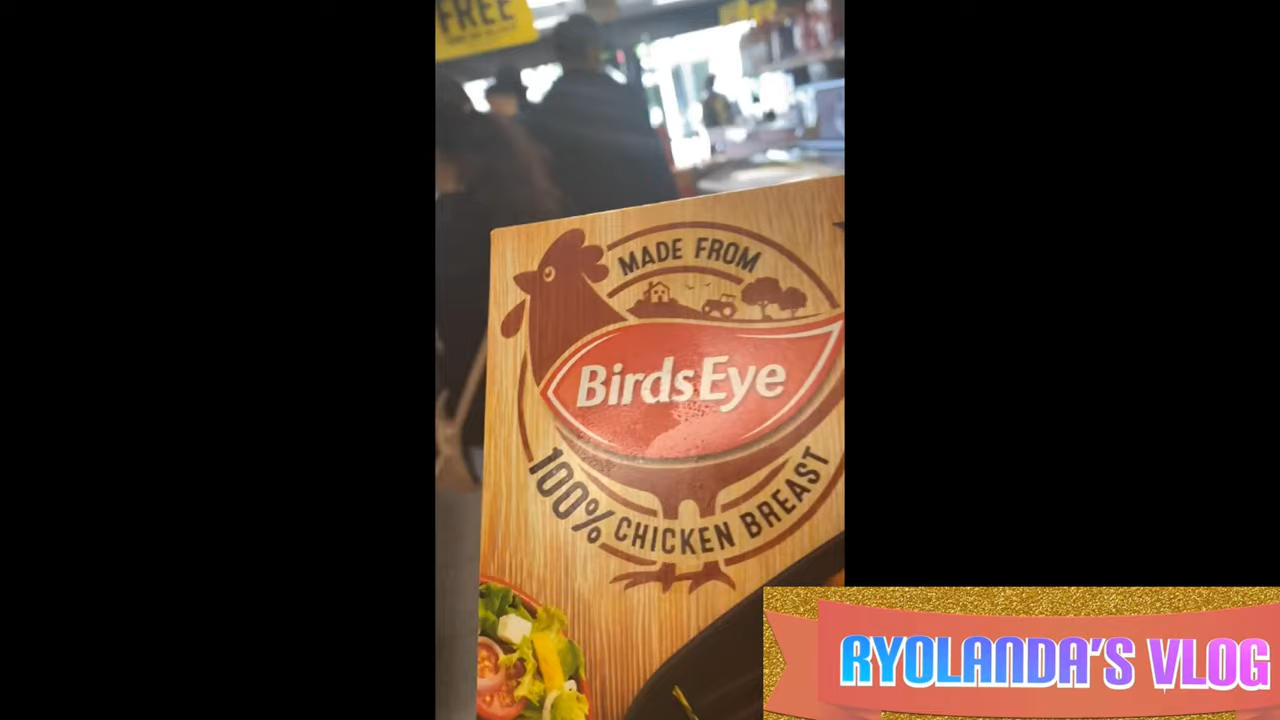 FREE
MADE FROM
BirdsEye
100% CHICKEN BREAST
RYOLANDA'S VLOG